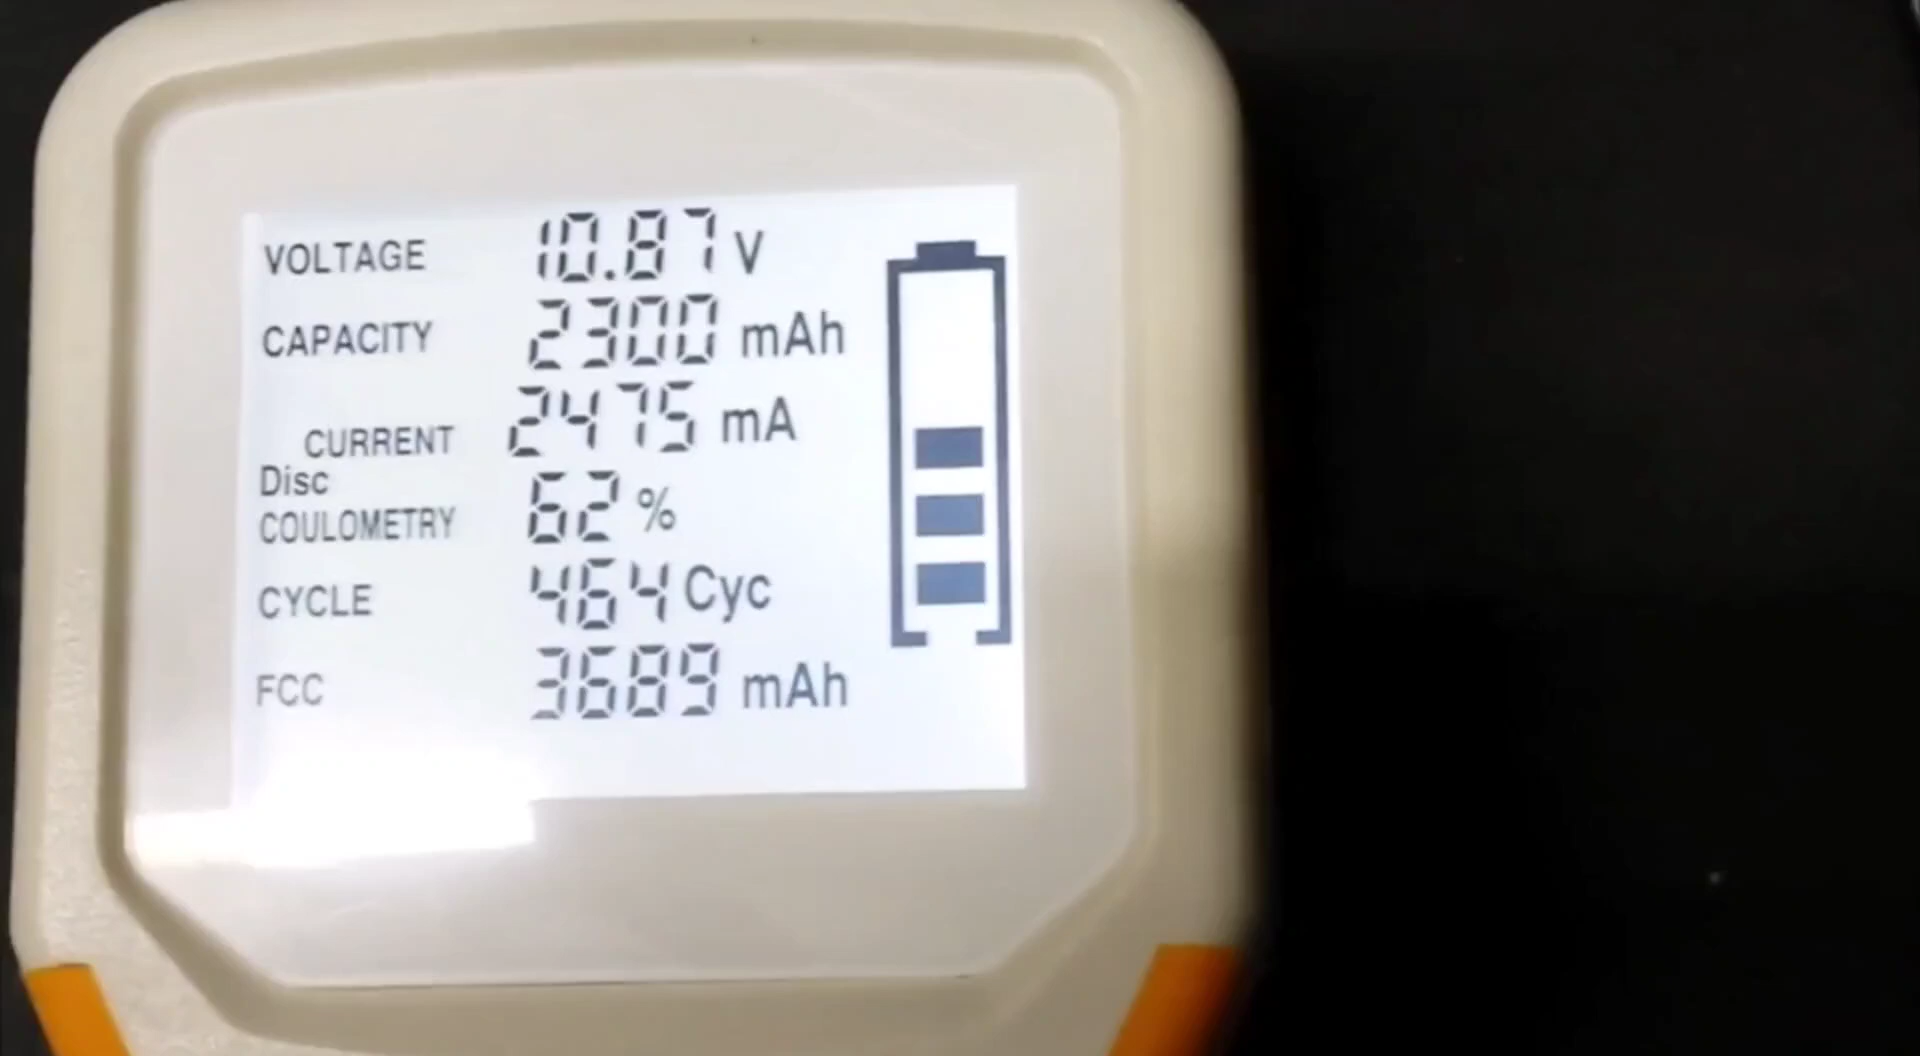 VOLTAGE 10.87 V
CAPACITY 2300 mAh
CURRENT 2475 mA
Disc
COULOMETRY 62 %
CYCLE 464 Cyc
FCC 3689 mAh